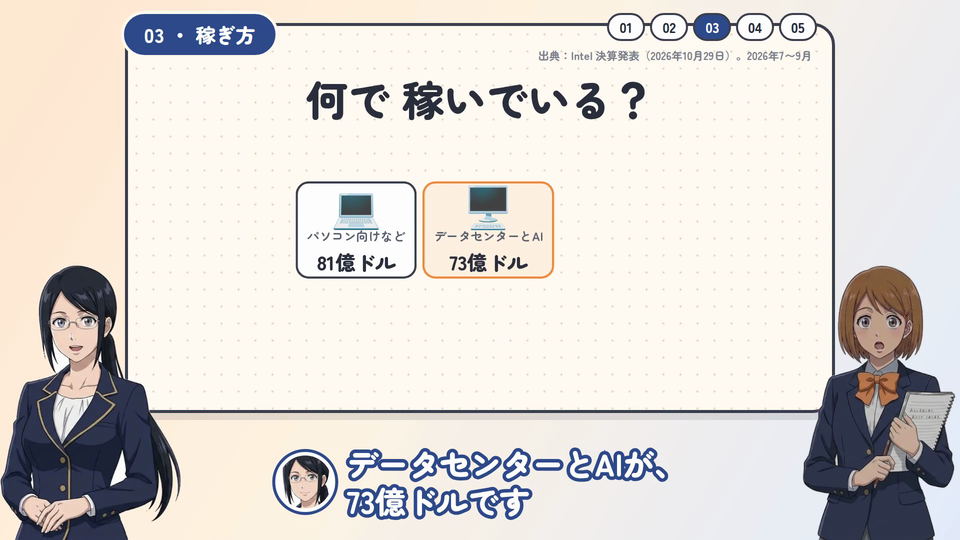 03 ・ 稼ぎ方
01 02 03 04 05
出典：Intel 決算発表（2026年10月29日）。2026年7〜9月
何で 稼いでいる？
パソコン向けなど
81億ドル
データセンターとAI
73億ドル
データセンターとAIが、
73億ドルです